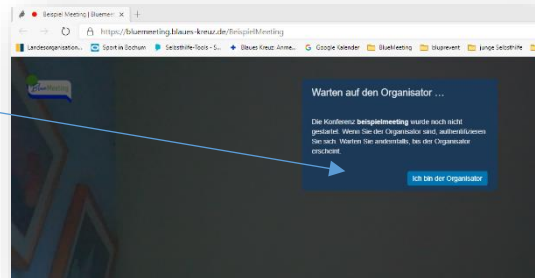 Beispiel Meeting | Bluemee
https://bluemeeting.blaues-kreuz.de/BeispielMeeting
Landesorganisation... Sport in Bochum Selbsthilfe-Tools - S... Blaues Kreuz: Anme... Google Kalender BlueMeeting bluprevent junge Selbsthilfe
BlueMeeting
Warten auf den Organisator ...
Die Konferenz beispielmeeting wurde noch nicht
gestartet. Wenn Sie der Organisator sind, authentifizieren
Sie sich. Warten Sie andernfalls, bis der Organisator
erscheint.
Ich bin der Organisator